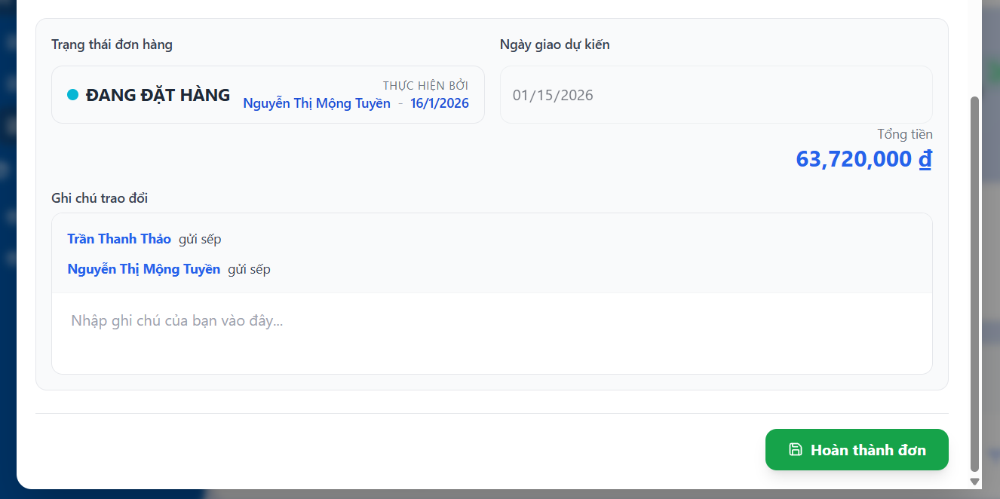 Trạng thái đơn hàng
Ngày giao dự kiến
ĐANG ĐẶT HÀNG
THỰC HIỆN BỞI
Nguyễn Thị Mộng Tuyền - 16/1/2026
01/15/2026
Tổng tiền
63,720,000 ₫
Ghi chú trao đổi
Trần Thanh Thảo gửi sếp
Nguyễn Thị Mộng Tuyền gửi sếp
Nhập ghi chú của bạn vào đây...
Hoàn thành đơn